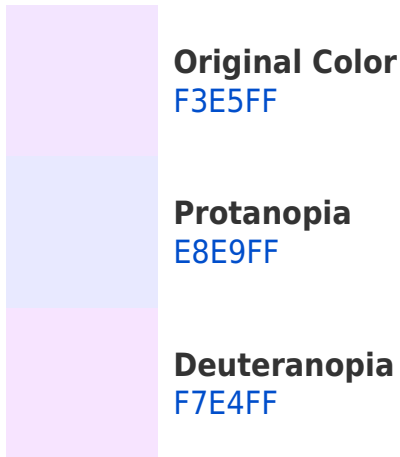 Original Color
F3E5FF
Protanopia
E8E9FF
Deuteranopia
F7E4FF